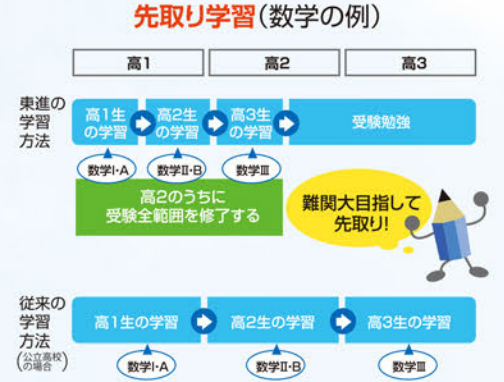 先取り学習(数学の例)
高1 高2 高3
東進の
学習
方法
高1生
の学習
高2生
の学習
高3生
の学習
受験勉強
数学I・A 数学II・B 数学III
高2のうちに
受験全範囲を修了する
難関大目指して
先取り!
従来の
学習
方法
(公立高校
の場合)
高1生の学習 高2生の学習 高3生の学習
数学I・A 数学II・B 数学III